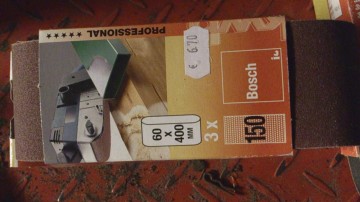 PROFESSIONAL
€ 6.70
60
X
400
MM
3 x
150
Bosch